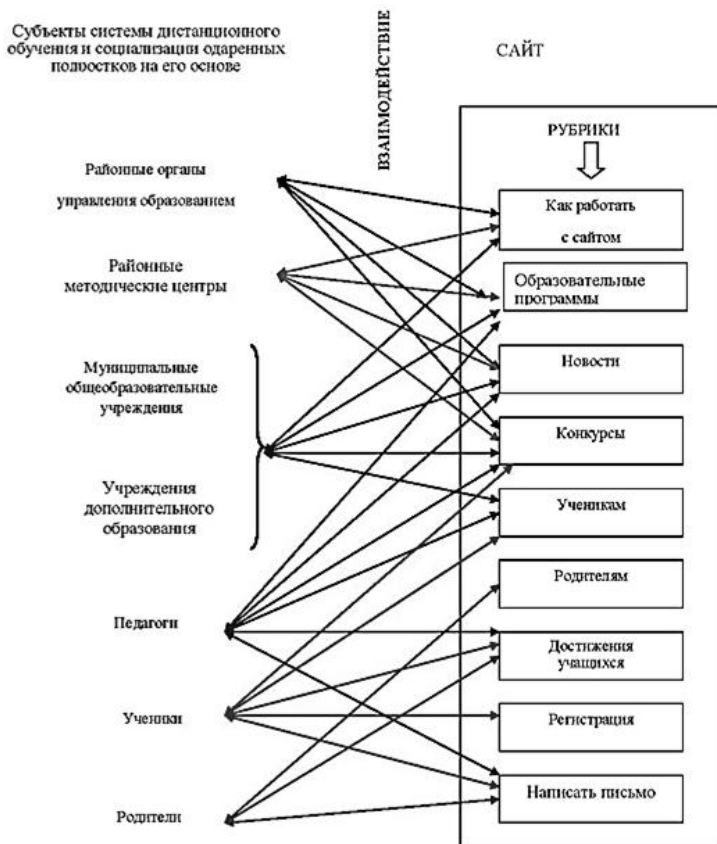 Субъекты системы дистанционного
обучения и социализации одаренных
подростков на его основе
ВЗАИМОДЕЙСТВИЕ
САЙТ
РУБРИКИ
Районные органы
управления образованием
Районные
методические центры
Муниципальные
общеобразовательные
учреждения
Учреждения
дополнительного
образования
Педагоги
Ученики
Родители
Как работать
с сайтом
Образовательные
программы
Новости
Конкурсы
Ученикам
Родителям
Достижения
учащихся
Регистрация
Написать письмо